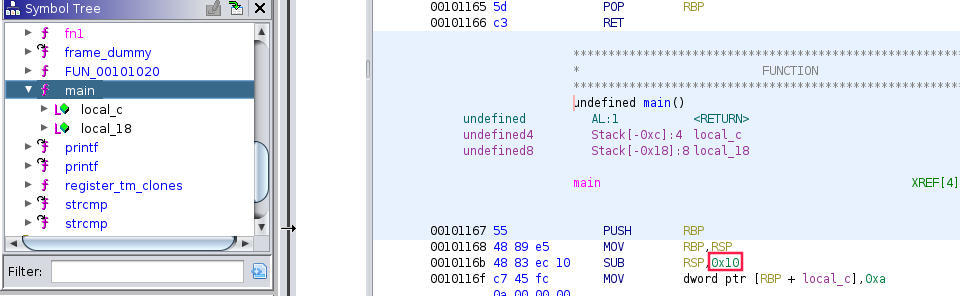 Symbol Tree
fn1
frame_dummy
FUN_00101020
main
local_c
local_18
printf
printf
register_tm_clones
strcmp
strcmp
Filter:
00101165 5d POP RBP
00101166 c3 RET
************************************************************
* FUNCTION
************************************************************
undefined main()
undefined AL:1 <RETURN>
undefined4 Stack[-0xc]:4 local_c
undefined8 Stack[-0x18]:8 local_18
main XREF[4]
00101167 55 PUSH RBP
00101168 48 89 e5 MOV RBP,RSP
0010116b 48 83 ec 10 SUB RSP,0x10
0010116f c7 45 fc MOV dword ptr [RBP + local_c],0xa
0a 00 00 00